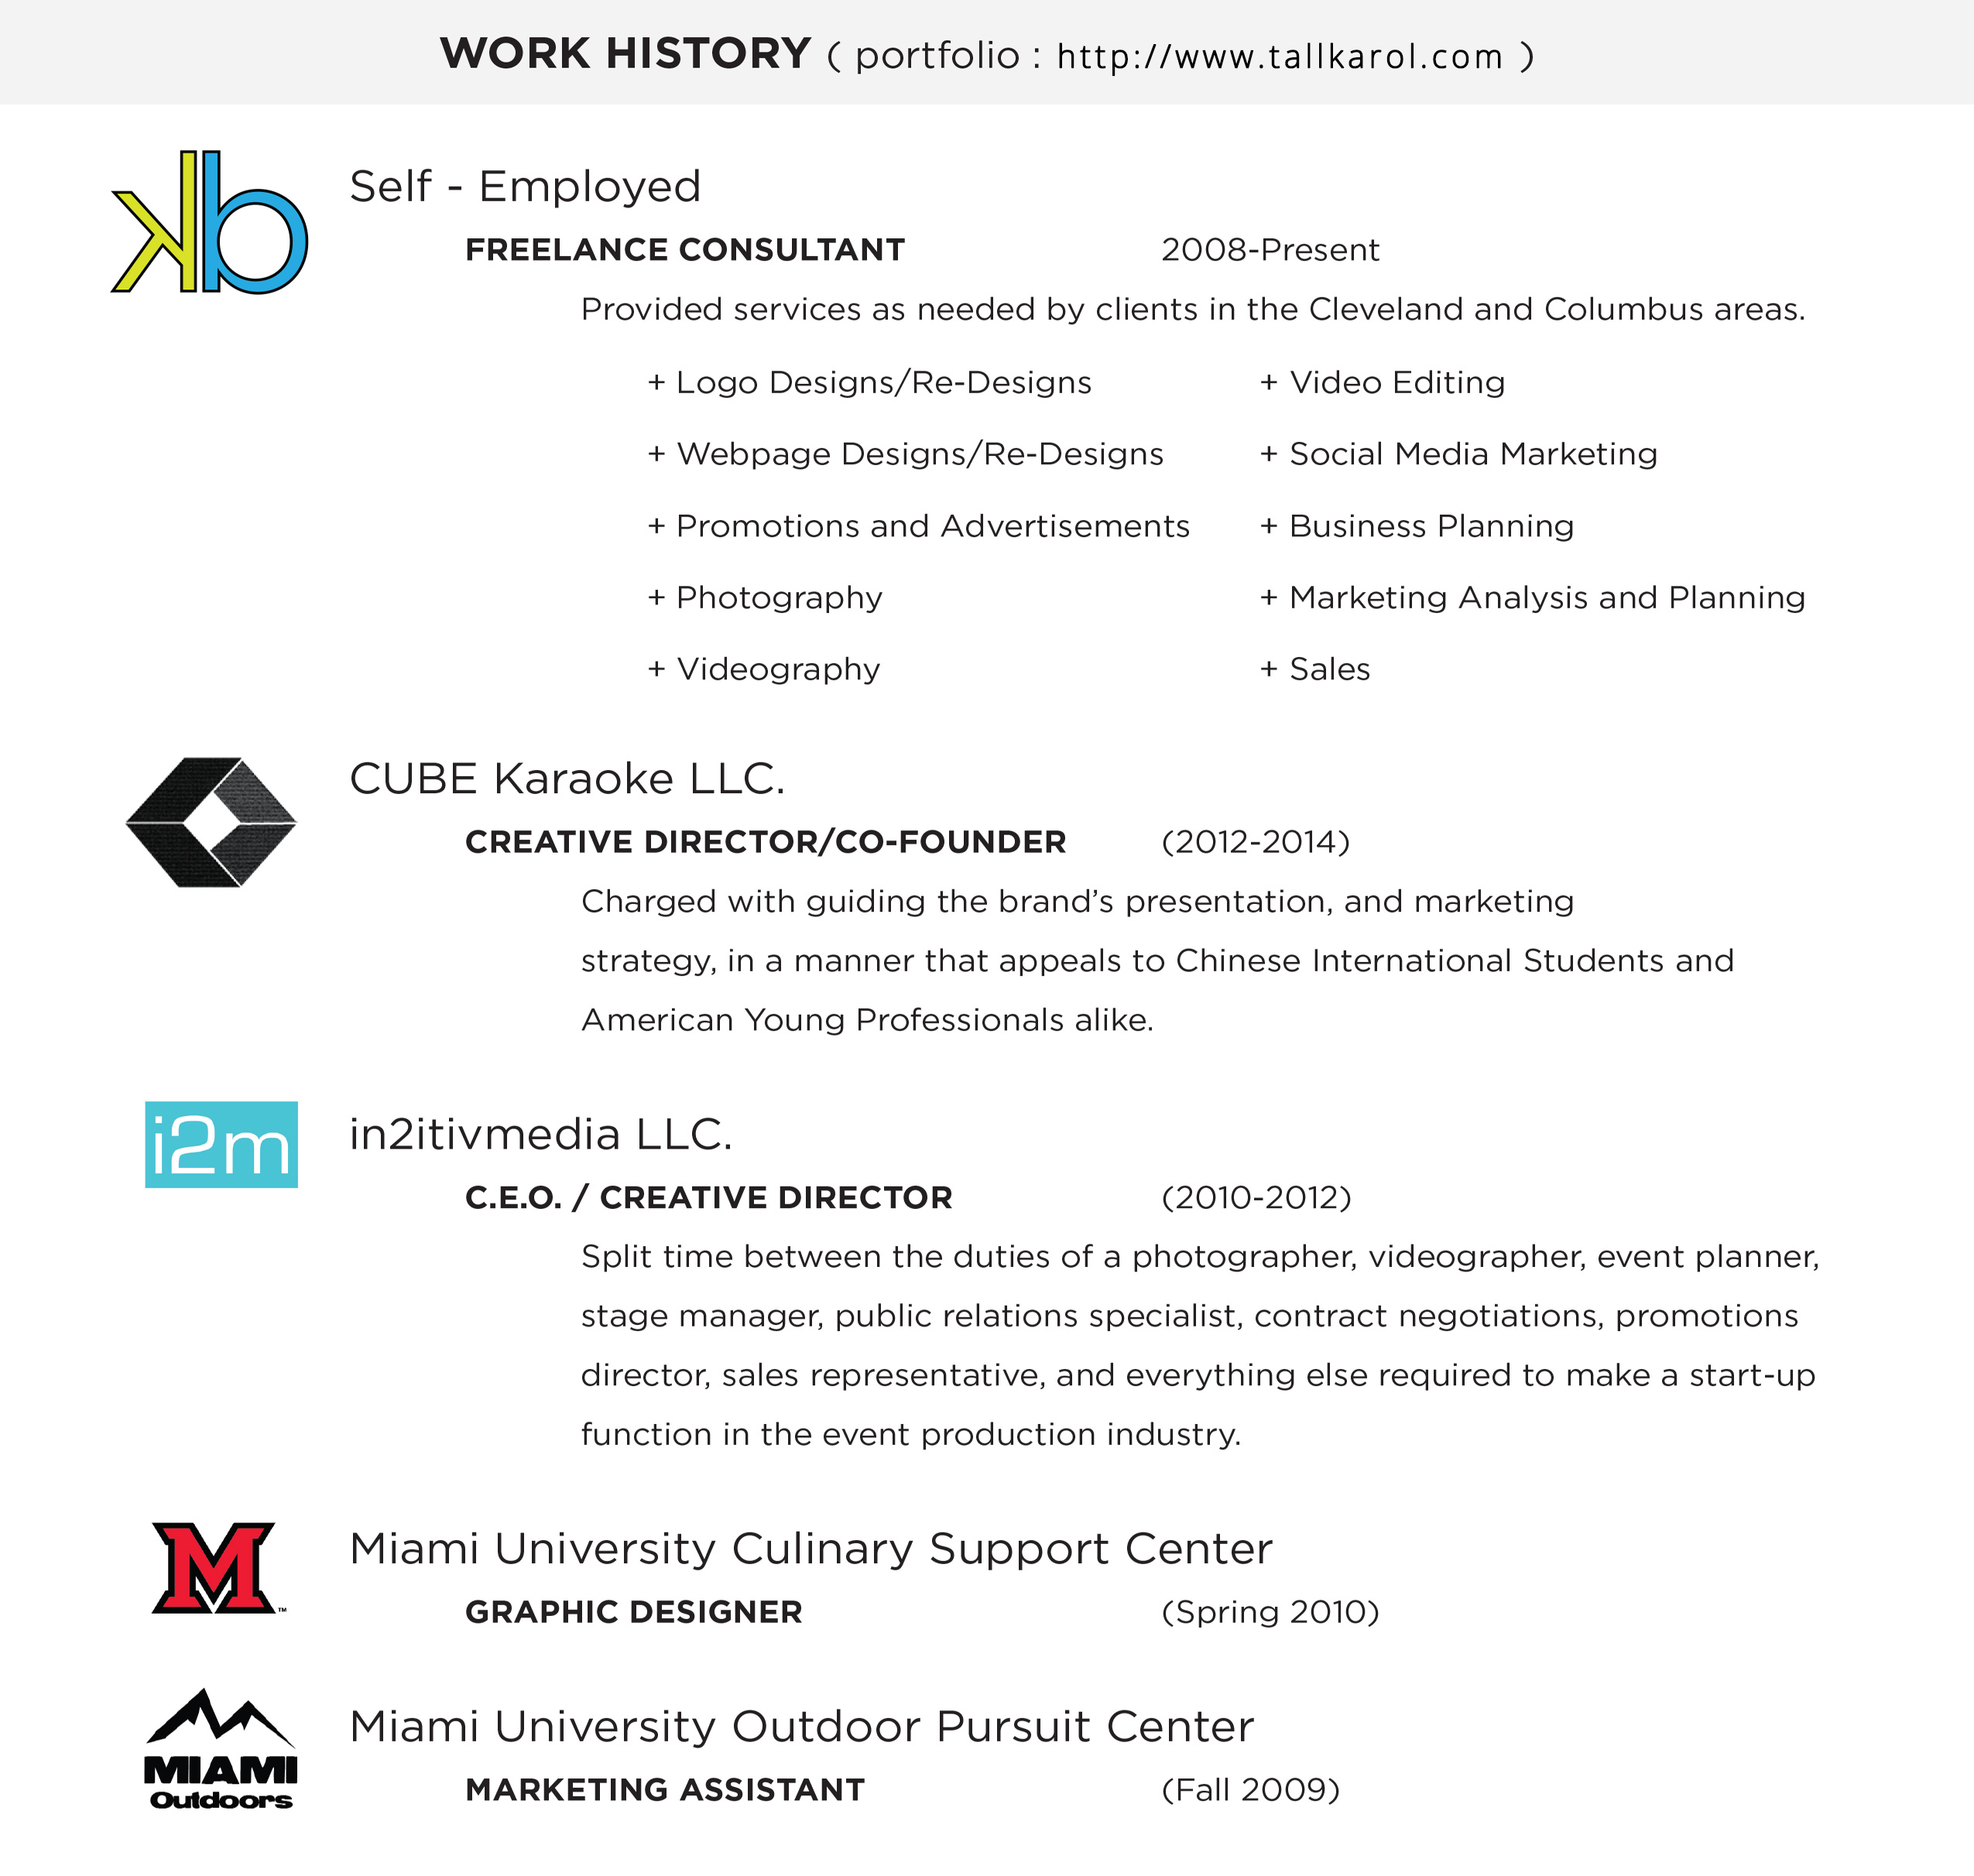 WORK HISTORY ( portfolio : http://www.tallkarol.com )
kb
Self - Employed
FREELANCE CONSULTANT 2008-Present
Provided services as needed by clients in the Cleveland and Columbus areas.
+ Logo Designs/Re-Designs + Video Editing
+ Webpage Designs/Re-Designs + Social Media Marketing
+ Promotions and Advertisements + Business Planning
+ Photography + Marketing Analysis and Planning
+ Videography + Sales
CUBE Karaoke LLC.
CREATIVE DIRECTOR/CO-FOUNDER (2012-2014)
Charged with guiding the brand’s presentation, and marketing
strategy, in a manner that appeals to Chinese International Students and
American Young Professionals alike.
i2m
in2itivmedia LLC.
C.E.O. / CREATIVE DIRECTOR (2010-2012)
Split time between the duties of a photographer, videographer, event planner,
stage manager, public relations specialist, contract negotiations, promotions
director, sales representative, and everything else required to make a start-up
function in the event production industry.
M™
Miami University Culinary Support Center
GRAPHIC DESIGNER (Spring 2010)
Miami University Outdoor Pursuit Center
MIAMI
Outdoors
MARKETING ASSISTANT (Fall 2009)